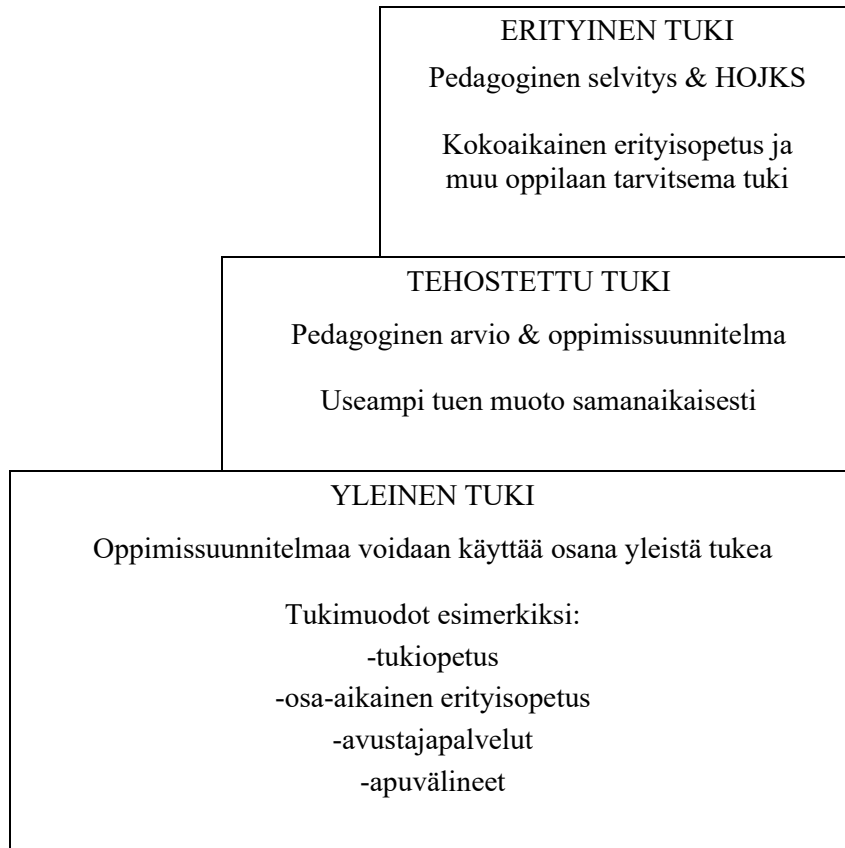 ERITYINEN TUKI
Pedagoginen selvitys & HOJKS
Kokoaikainen erityisopetus ja
muu oppilaan tarvitsema tuki
TEHOSTETTU TUKI
Pedagoginen arvio & oppimissuunnitelma
Useampi tuen muoto samanaikaisesti
YLEINEN TUKI
Oppimissuunnitelmaa voidaan käyttää osana yleistä tukea
Tukimuodot esimerkiksi:
-tukiopetus
-osa-aikainen erityisopetus
-avustajapalvelut
-apuvälineet